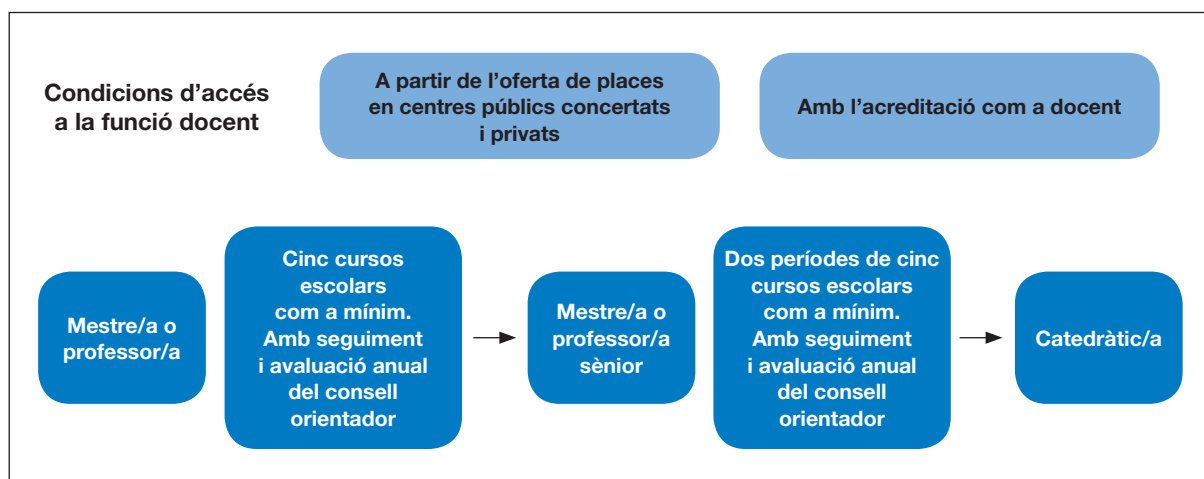 Condicions d'accés
a la funció docent
A partir de l'oferta de places
en centres públics concertats
i privats
Amb l'acreditació com a docent
Mestre/a o
professor/a
Cinc cursos
escolars
com a mínim.
Amb seguiment
i avaluació anual
del consell
orientador
Mestre/a o
professor/a
sènior
Dos períodes de cinc
cursos escolars
com a mínim.
Amb seguiment
i avaluació anual
del consell
orientador
Catedràtic/a